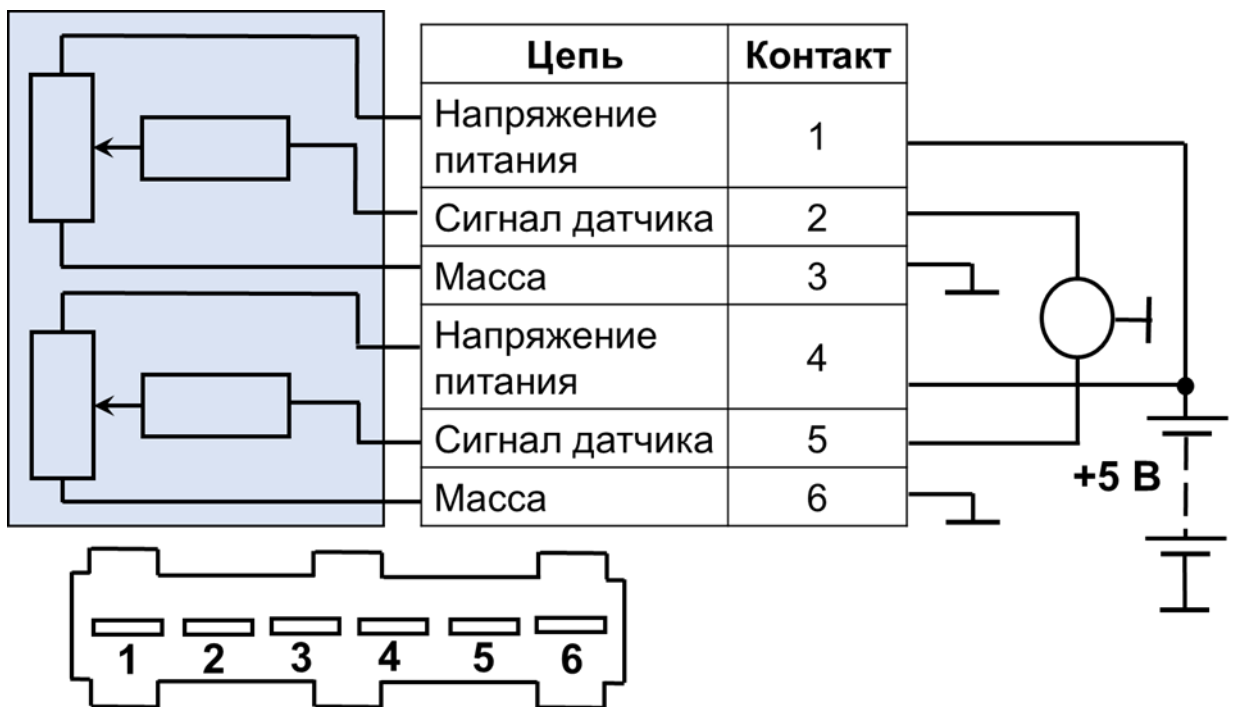 Цепь Контакт
Напряжение
питания 1
Сигнал датчика 2
Масса 3
Напряжение
питания 4
Сигнал датчика 5
Масса 6
+5 В
1 2 3 4 5 6